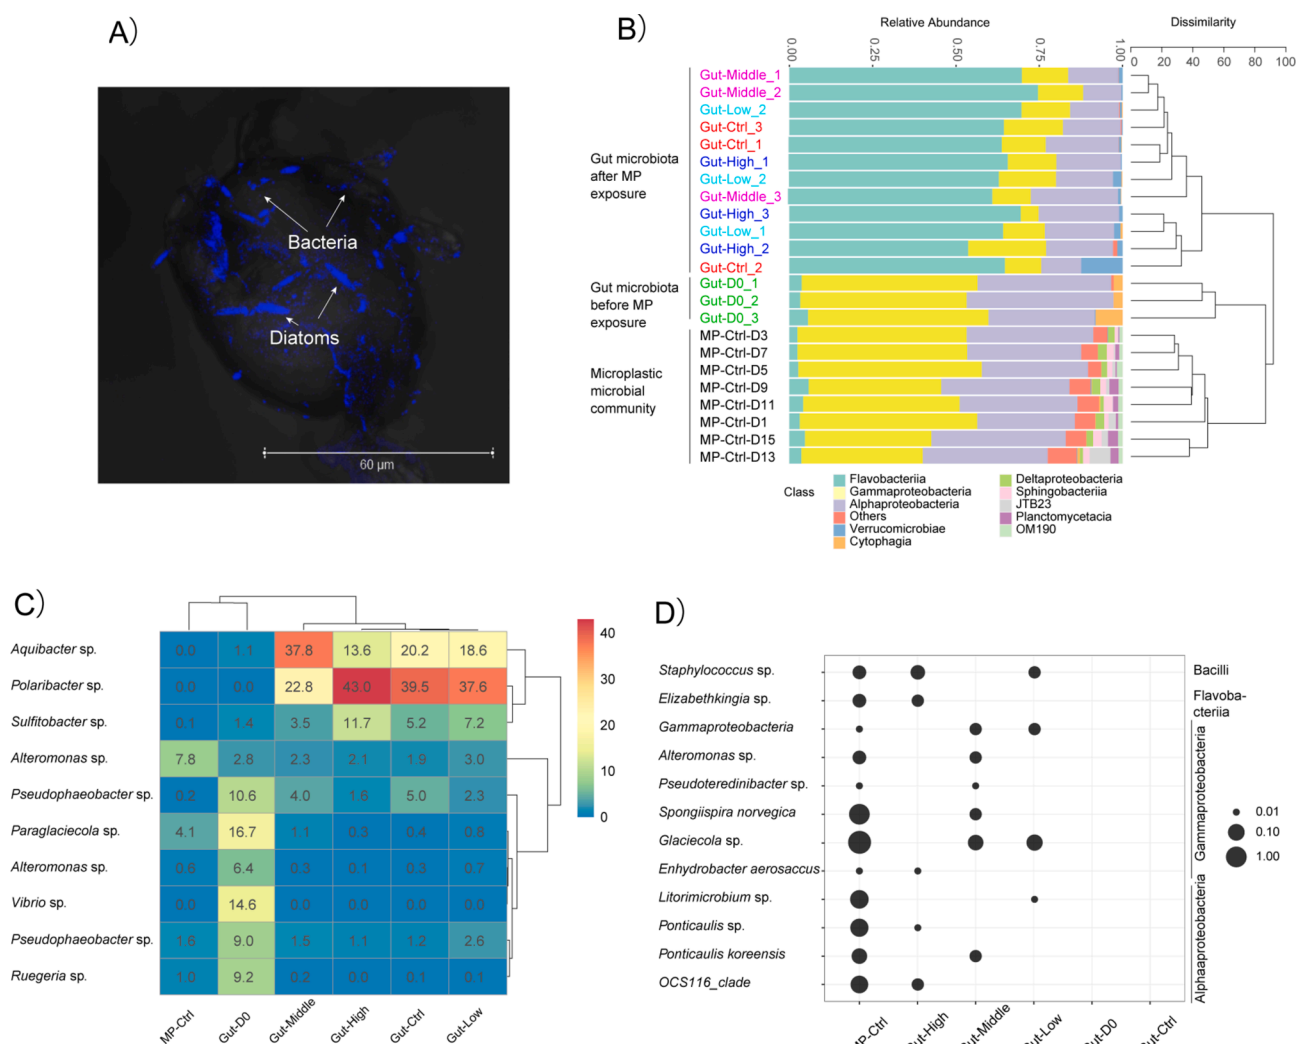 A)
Bacteria
Diatoms
60 µm
B)
Relative Abundance
Dissimilarity
0.00
0.25
0.50
0.75
1.00
0 20 40 60 80 100
Gut microbiota
after MP
exposure
Gut microbiota
before MP
exposure
Microplastic
microbial
community
Gut-Middle_1
Gut-Middle_2
Gut-Low_2
Gut-Ctrl_3
Gut-Ctrl_1
Gut-High_1
Gut-Low_2
Gut-Middle_3
Gut-High_3
Gut-Low_1
Gut-High_2
Gut-Ctrl_2
Gut-D0_1
Gut-D0_2
Gut-D0_3
MP-Ctrl-D3
MP-Ctrl-D7
MP-Ctrl-D5
MP-Ctrl-D9
MP-Ctrl-D11
MP-Ctrl-D1
MP-Ctrl-D15
MP-Ctrl-D13
Class
Flavobacteriia
Gammaproteobacteria
Alphaproteobacteria
Others
Verrucomicrobiae
Cytophagia
Deltaproteobacteria
Sphingobacteriia
JTB23
Planctomycetacia
OM190
C)
Aquibacter sp. 0.0 1.1 37.8 13.6 20.2 18.6
Polaribacter sp. 0.0 0.0 22.8 43.0 39.5 37.6
Sulfitobacter sp. 0.1 1.4 3.5 11.7 5.2 7.2
Alteromonas sp. 7.8 2.8 2.3 2.1 1.9 3.0
Pseudophaeobacter sp. 0.2 10.6 4.0 1.6 5.0 2.3
Paraglaciecola sp. 4.1 16.7 1.1 0.3 0.4 0.8
Alteromonas sp. 0.6 6.4 0.3 0.1 0.3 0.7
Vibrio sp. 0.0 14.6 0.0 0.0 0.0 0.0
Pseudophaeobacter sp. 1.6 9.0 1.5 1.1 1.2 2.6
Ruegeria sp. 1.0 9.2 0.2 0.0 0.1 0.1
MP-Ctrl
Gut-D0
Gut-Middle
Gut-High
Gut-Ctrl
Gut-Low
40
30
20
10
0
D)
Staphylococcus sp.
Elizabethkingia sp.
Gammaproteobacteria
Alteromonas sp.
Pseudoteredinibacter sp.
Spongiispira norvegica
Glaciecola sp.
Enhydrobacter aerosaccus
Litorimicrobium sp.
Ponticaulis sp.
Ponticaulis koreensis
OCS116_clade
Bacilli
Flavoba-
cteriia
Gammaproteobacteria
Alphaaproteobacteria
0.01
0.10
1.00
MP-Ctrl
Gut-High
Gut-Middle
Gut-Low
Gut-D0
Gut-Ctrl